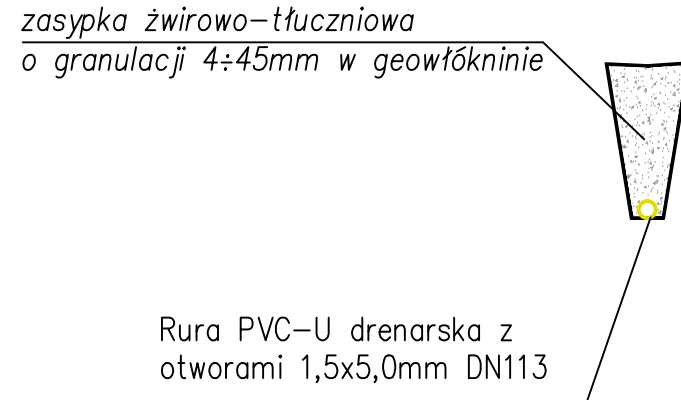 zasypka żwirowo-tłuczniowa
o granulacji 4÷45mm w geowłókninie
Rura PVC-U drenarska z
otworami 1,5x5,0mm DN113